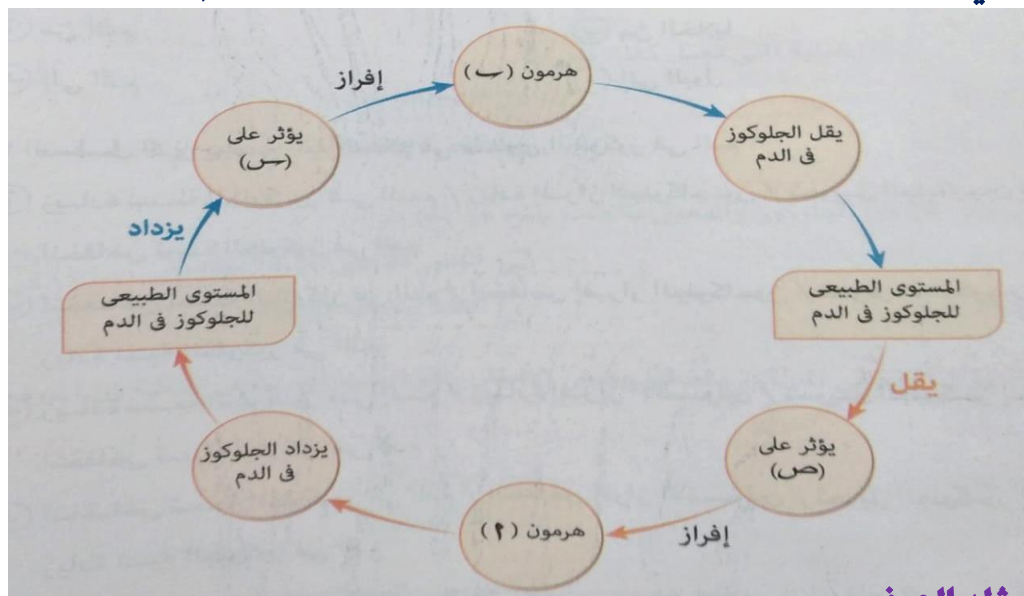 هرمون (ب)
إفراز
يؤثر على
(س)
يقل الجلوكوز
فى الدم
يزداد
المستوى الطبيعى
للجلوكوز فى الدم
المستوى الطبيعى
للجلوكوز فى الدم
يقل
يزداد الجلوكوز
فى الدم
يؤثر على
(ص)
هرمون (٢)
إفراز